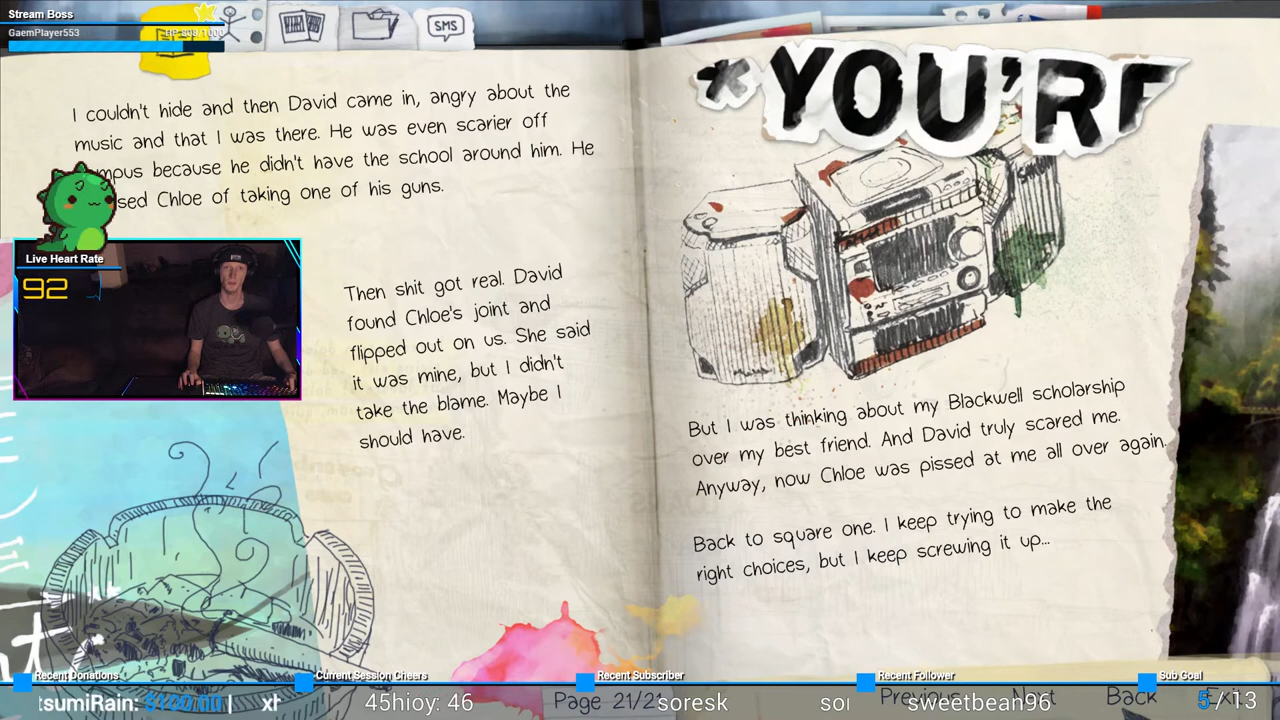 Stream Boss
GaemPlayer553
SMS
I couldn't hide and then David came in, angry about the
music and that I was there. He was even scarier off
because he didn't have the school around him. He
Chloe of taking one of his guns.
Live Heart Rate
92
Then shit got real. David
found Chloe's joint and
flipped out on us. She said
it was mine, but I didn't
take the blame. Maybe I
should have.
*YOU'RE
But I was thinking about my Blackwell scholarship
over my best friend. And David truly scared me.
Anyway, now Chloe was pissed at me all over again.
Back to square one. I keep trying to make the
right choices, but I keep screwing it up...
Recent Donations
Current Session Cheers
Recent Subscriber
Recent Follower
Sub Goal
tsumiRain: $100.00 |
45hioy: 46
Page 21/21
soresk
sweetbean96
Previous
Next
Back
Exit
5 / 13